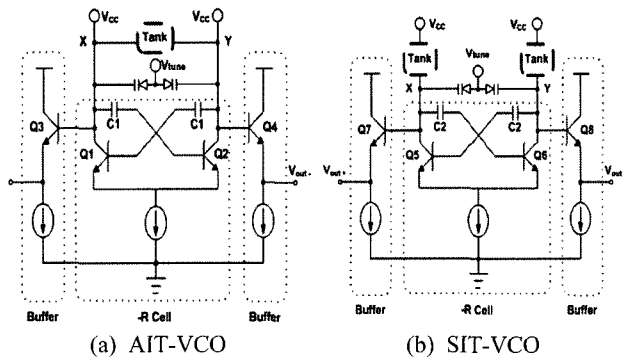 Vcc Vcc
X Tank Y
Vtune
Q3 C1 C1 Q4
Q1 Q2
Vout -
Buffer -R Cell Buffer
(a) AIT-VCO
Vcc Vcc
Tank Vtune Tank
X Y
Q7 C2 C2 Q8
Q5 Q6
Vout + Vout
Buffer -R Cell Buffer
(b) SIT-VCO